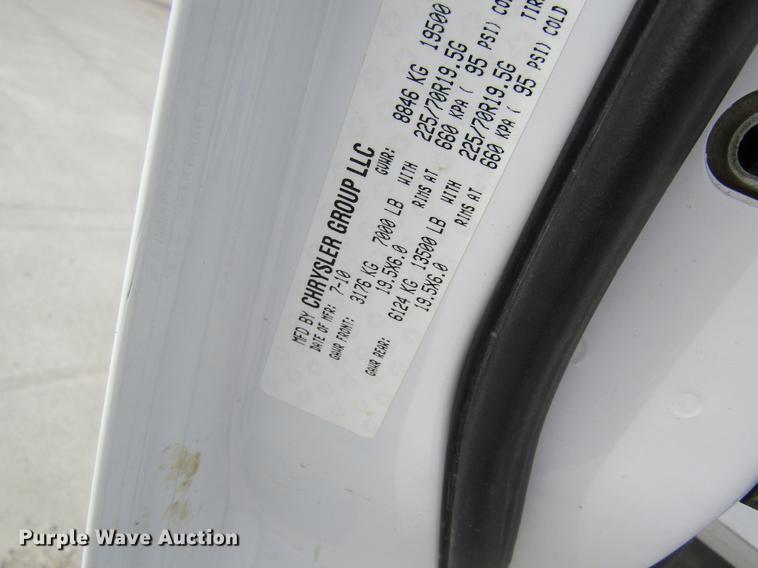 MFD BY CHRYSLER GROUP LLC
DATE OF MFR: 7-10 GVWR: 8846 KG 19500
GAWR FRONT: 3176 KG 7000 LB WITH 225/70R19.5G
19.5X6.0 RIMS AT 660 KPA ( 95 PSI) COLD
GAWR REAR: 6124 KG 13500 LB WITH 225/70R19.5G
19.5X6.0 RIMS AT 660 KPA ( 95 PSI) COLD
Purple Wave Auction